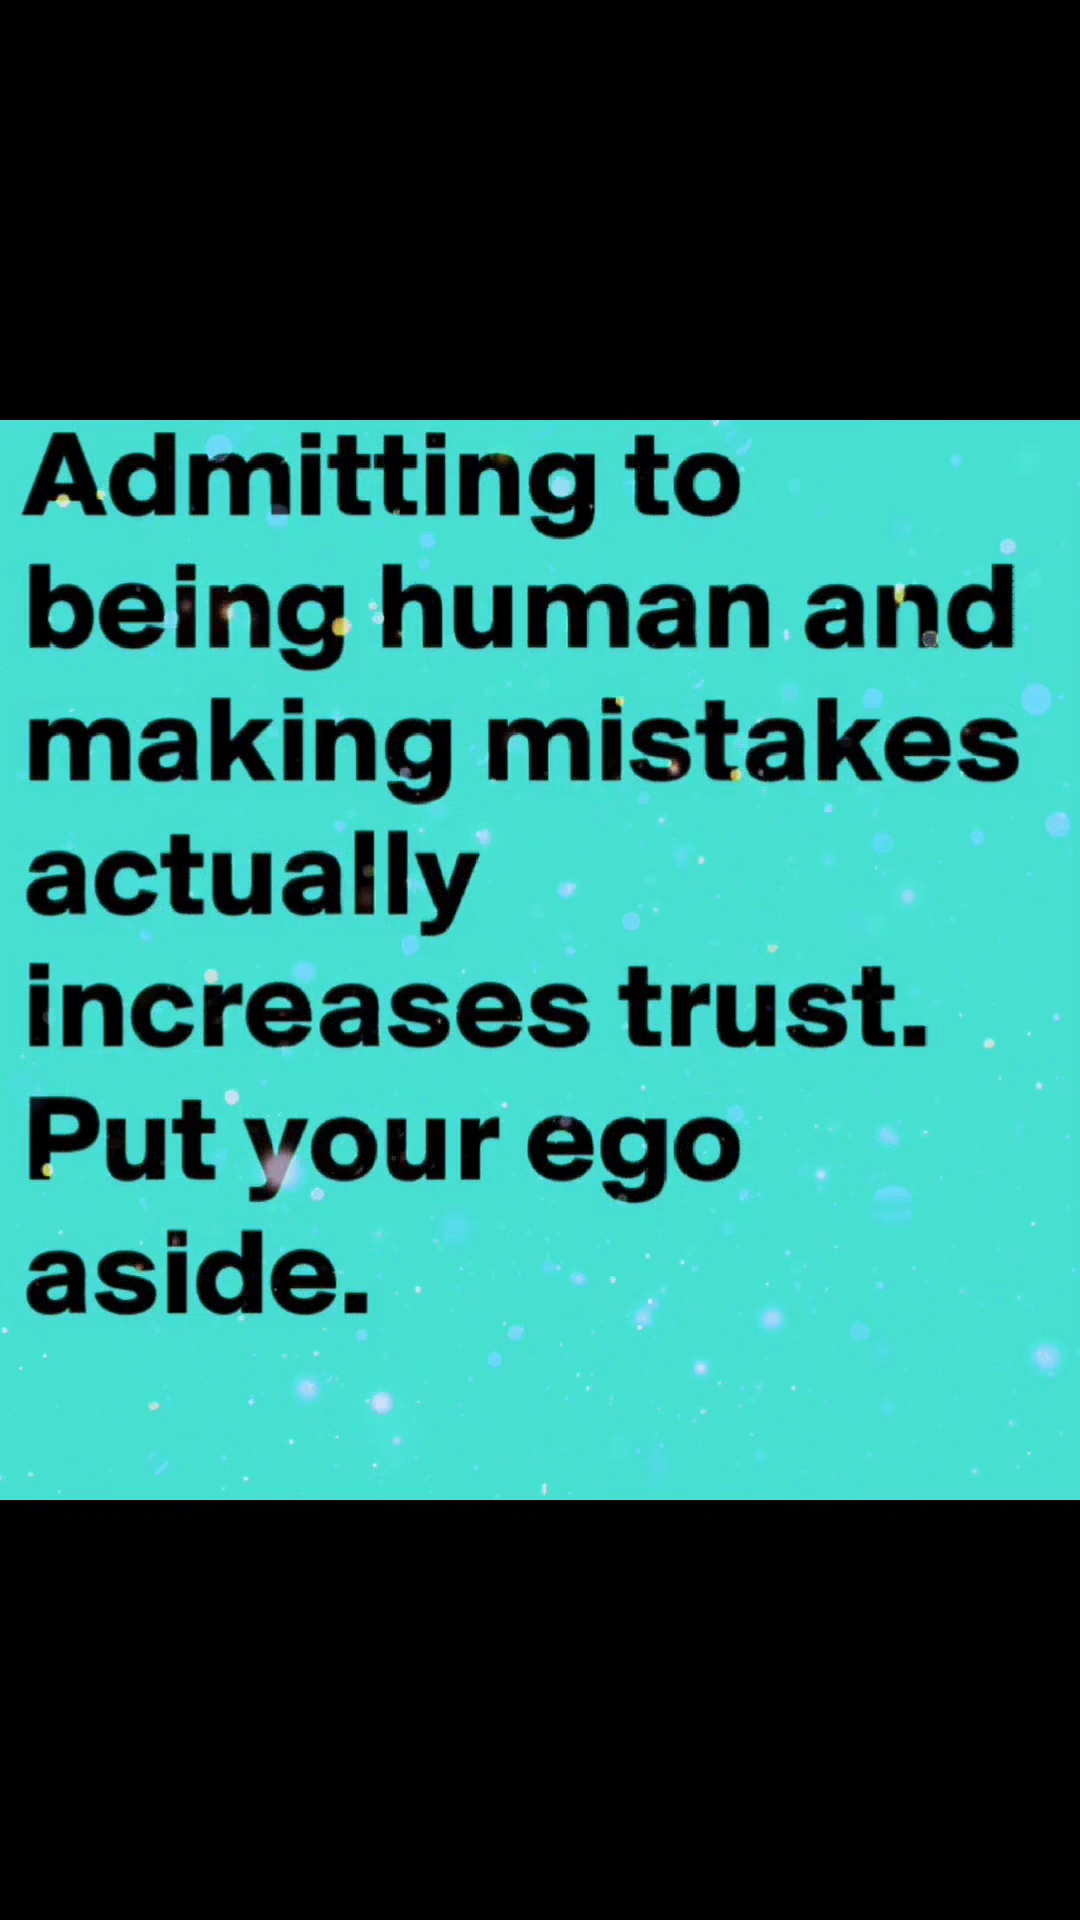 Admitting to
being human and
making mistakes
actually
increases trust.
Put your ego
aside.